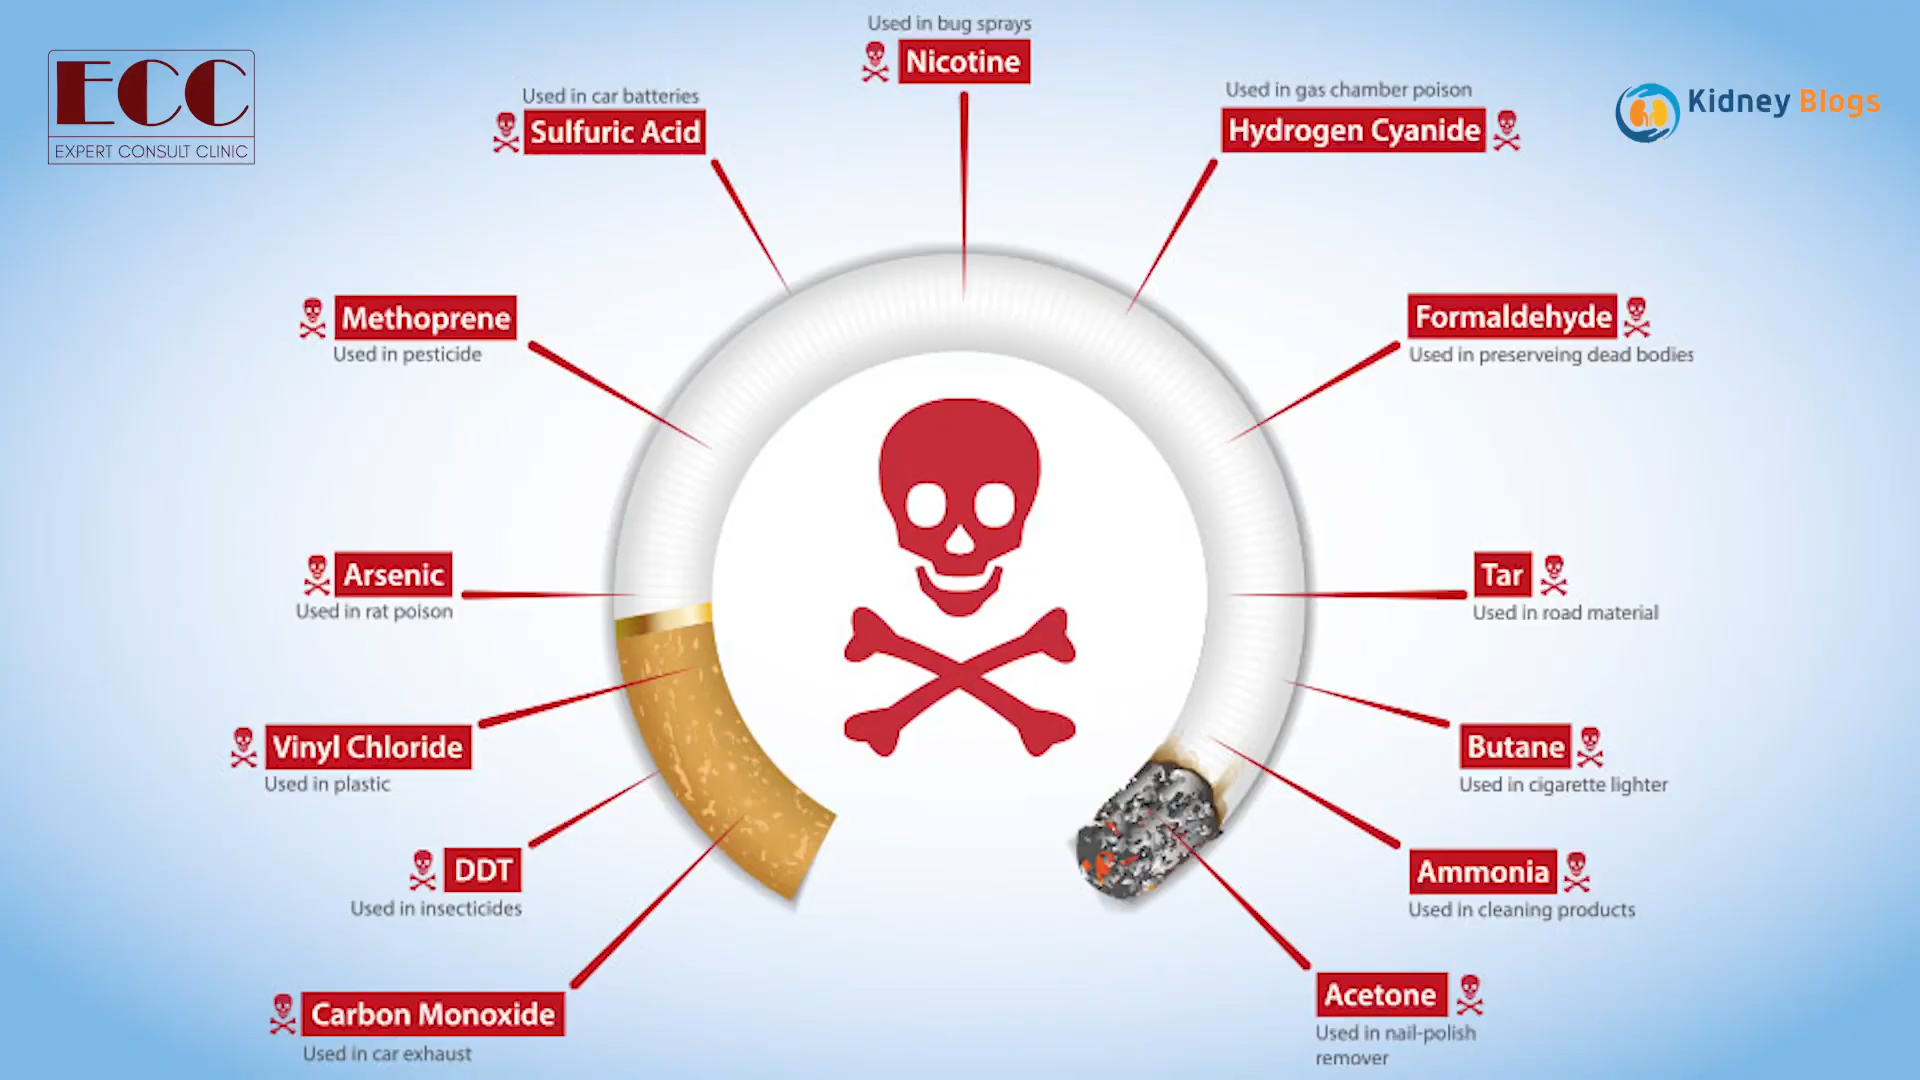 ECC
EXPERT CONSULT CLINIC
Kidney Blogs
Used in bug sprays
Nicotine
Used in car batteries
Sulfuric Acid
Used in gas chamber poison
Hydrogen Cyanide
Methoprene
Used in pesticide
Formaldehyde
Used in preserveing dead bodies
Arsenic
Used in rat poison
Tar
Used in road material
Vinyl Chloride
Used in plastic
Butane
Used in cigarette lighter
DDT
Used in insecticides
Ammonia
Used in cleaning products
Carbon Monoxide
Used in car exhaust
Acetone
Used in nail-polish
remover